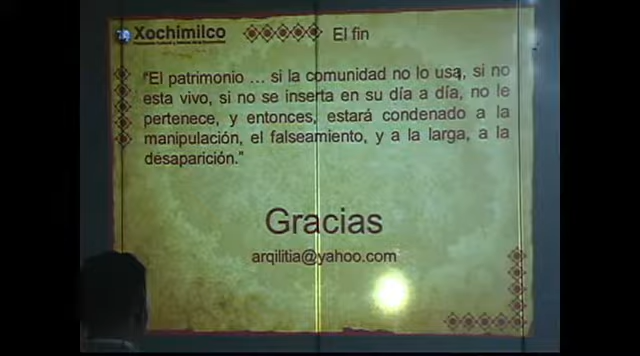 Xochimilco
El fin
"El patrimonio ... si la comunidad no lo usa, si no
esta vivo, si no se inserta en su día a día, no le
pertenece, y entonces, estará condenado a la
manipulación, el falseamiento, y a la larga, a la
desaparición."
Gracias
arqilitia@yahoo.com